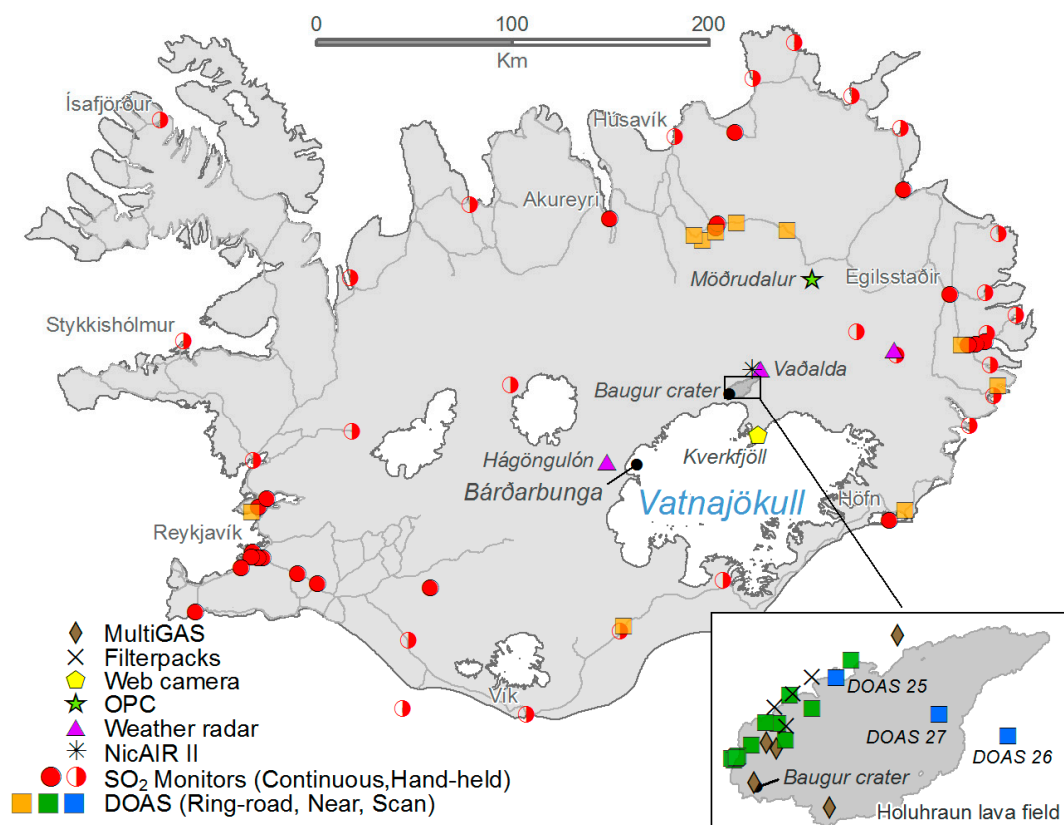 0 100 200
Km
Ísafjörður
Húsavík
Akureyri
Möðrudalur
Egilsstaðir
Stykkishólmur
Vaðalda
Baugur crater
Kverkfjöll
Hágöngulón
Bárðarbunga
Vatnajökull
Höfn
Reykjavík
Vík
MultiGAS
Filterpacks
Web camera
OPC
Weather radar
NicAIR II
SO₂ Monitors (Continuous,Hand-held)
DOAS (Ring-road, Near, Scan)
DOAS 25
DOAS 27
DOAS 26
Baugur crater
Holuhraun lava field